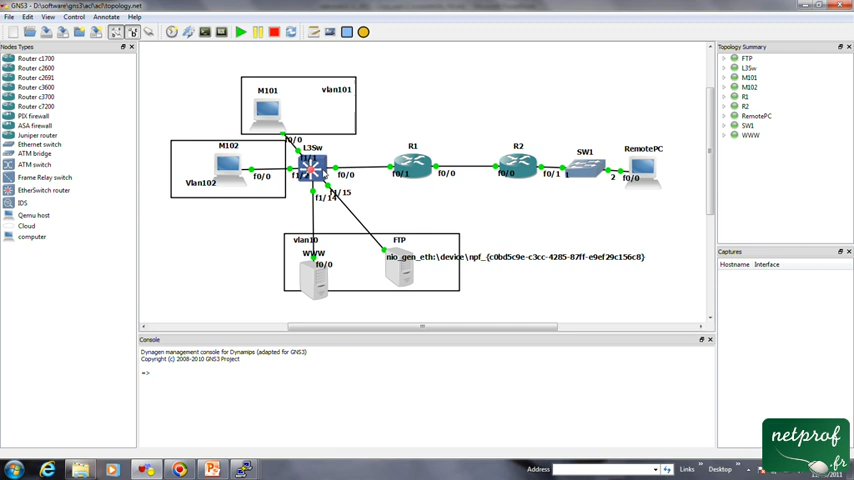 GNS3 - D:\software\gns3\acl\acl\topology.net
File Edit View Control Annotate Help
Nodes Types
Router c1700
Router c2600
Router c2691
Router c3600
Router c3700
Router c7200
PIX firewall
ASA firewall
Juniper router
Ethernet switch
ATM bridge
ATM switch
Frame Relay switch
EtherSwitch router
IDS
Qemu host
Cloud
computer
M101
vlan101
f0/0
M102
Vlan102
f0/0
L3Sw
f1/1
f0/0
f1/15
f1/14
R1
f0/1
f0/0
R2
f0/0
f0/1
SW1
1
2
RemotePC
f0/0
vlan10
WWW
f0/0
FTP
nio_gen_eth:\device\npf_{c0bd5c9e-c3cc-4285-87ff-e9ef29c156c8}
Topology Summary
FTP
L3Sw
M101
M102
R1
R2
RemotePC
SW1
WWW
Captures
Hostname Interface
Console
Dynagen management console for Dynamips (adapted for GNS3)
Copyright (c) 2008-2010 GNS3 Project
=>
Address
Links
Desktop
netprof
.fr